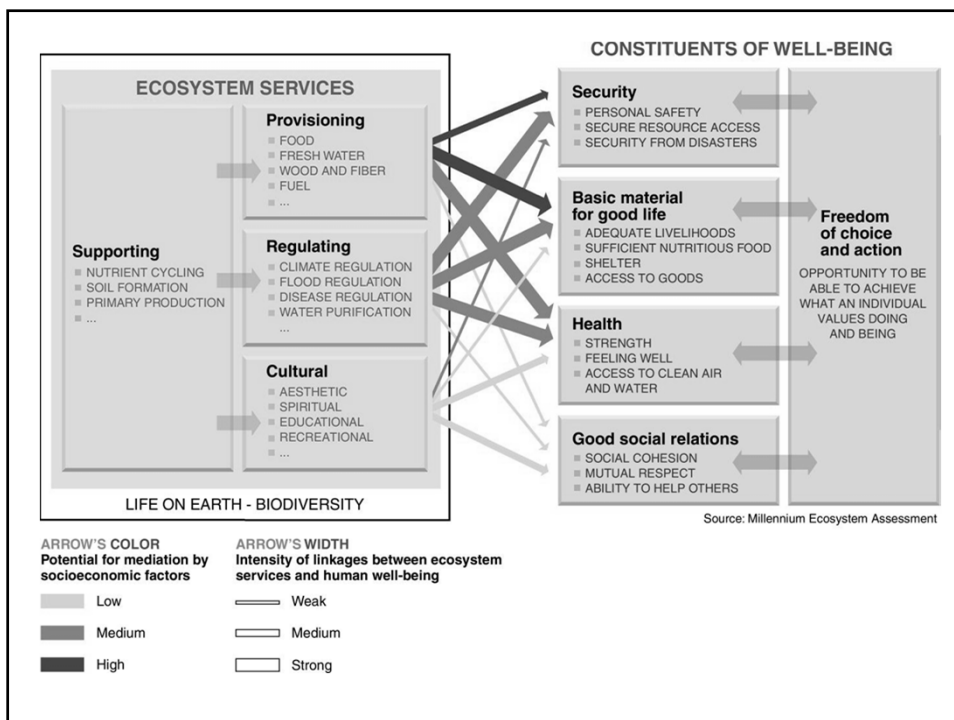 ECOSYSTEM SERVICES
Supporting
NUTRIENT CYCLING
SOIL FORMATION
PRIMARY PRODUCTION
...
Provisioning
FOOD
FRESH WATER
WOOD AND FIBER
FUEL
...
Regulating
CLIMATE REGULATION
FLOOD REGULATION
DISEASE REGULATION
WATER PURIFICATION
...
Cultural
AESTHETIC
SPIRITUAL
EDUCATIONAL
RECREATIONAL
...
LIFE ON EARTH - BIODIVERSITY
CONSTITUENTS OF WELL-BEING
Security
PERSONAL SAFETY
SECURE RESOURCE ACCESS
SECURITY FROM DISASTERS
Basic material
for good life
ADEQUATE LIVELIHOODS
SUFFICIENT NUTRITIOUS FOOD
SHELTER
ACCESS TO GOODS
Health
STRENGTH
FEELING WELL
ACCESS TO CLEAN AIR
AND WATER
Good social relations
SOCIAL COHESION
MUTUAL RESPECT
ABILITY TO HELP OTHERS
Freedom
of choice
and action
OPPORTUNITY TO BE
ABLE TO ACHIEVE
WHAT AN INDIVIDUAL
VALUES DOING
AND BEING
Source: Millennium Ecosystem Assessment
ARROW'S COLOR
Potential for mediation by
socioeconomic factors
Low
Medium
High
ARROW'S WIDTH
Intensity of linkages between ecosystem
services and human well-being
Weak
Medium
Strong